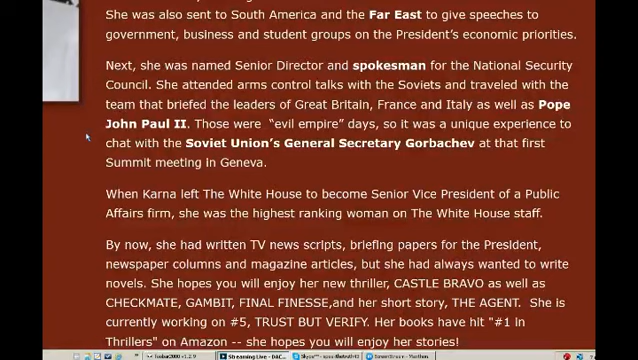 She was also sent to South America and the Far East to give speeches to
government, business and student groups on the President's economic priorities.
Next, she was named Senior Director and spokesman for the National Security
Council. She attended arms control talks with the Soviets and traveled with the
team that briefed the leaders of Great Britain, France and Italy as well as Pope
John Paul II. Those were "evil empire" days, so it was a unique experience to
chat with the Soviet Union's General Secretary Gorbachev at that first
Summit meeting in Geneva.
When Karna left The White House to become Senior Vice President of a Public
Affairs firm, she was the highest ranking woman on The White House staff.
By now, she had written TV news scripts, briefing papers for the President,
newspaper columns and magazine articles, but she had always wanted to write
novels. She hopes you will enjoy her new thriller, CASTLE BRAVO as well as
CHECKMATE, GAMBIT, FINAL FINESSE,and her short story, THE AGENT. She is
currently working on #5, TRUST BUT VERIFY. Her books have hit "#1 in
Thrillers" on Amazon -- she hopes you will enjoy her stories!
foobar2000 v1.2.9 Streaming Live - DAC...